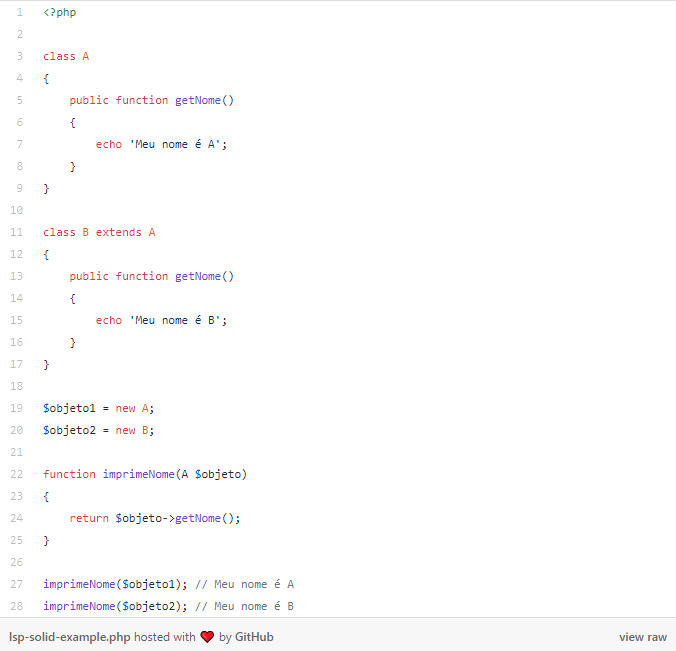 1 <?php
2
3 class A
4 {
5     public function getNome()
6     {
7         echo 'Meu nome é A';
8     }
9 }
10
11 class B extends A
12 {
13     public function getNome()
14     {
15         echo 'Meu nome é B';
16     }
17 }
18
19 $objeto1 = new A;
20 $objeto2 = new B;
21
22 function imprimeNome(A $objeto)
23 {
24     return $objeto->getNome();
25 }
26
27 imprimeNome($objeto1); // Meu nome é A
28 imprimeNome($objeto2); // Meu nome é B
lsp-solid-example.php hosted with ❤ by GitHub view raw